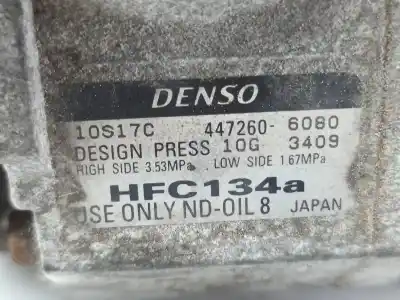 DENSO
10S17C 447260-6080
DESIGN PRESS 10G 3409
HIGH SIDE 3.53MPa LOW SIDE 1.67MPa
HFC134a
USE ONLY ND-OIL 8 JAPAN